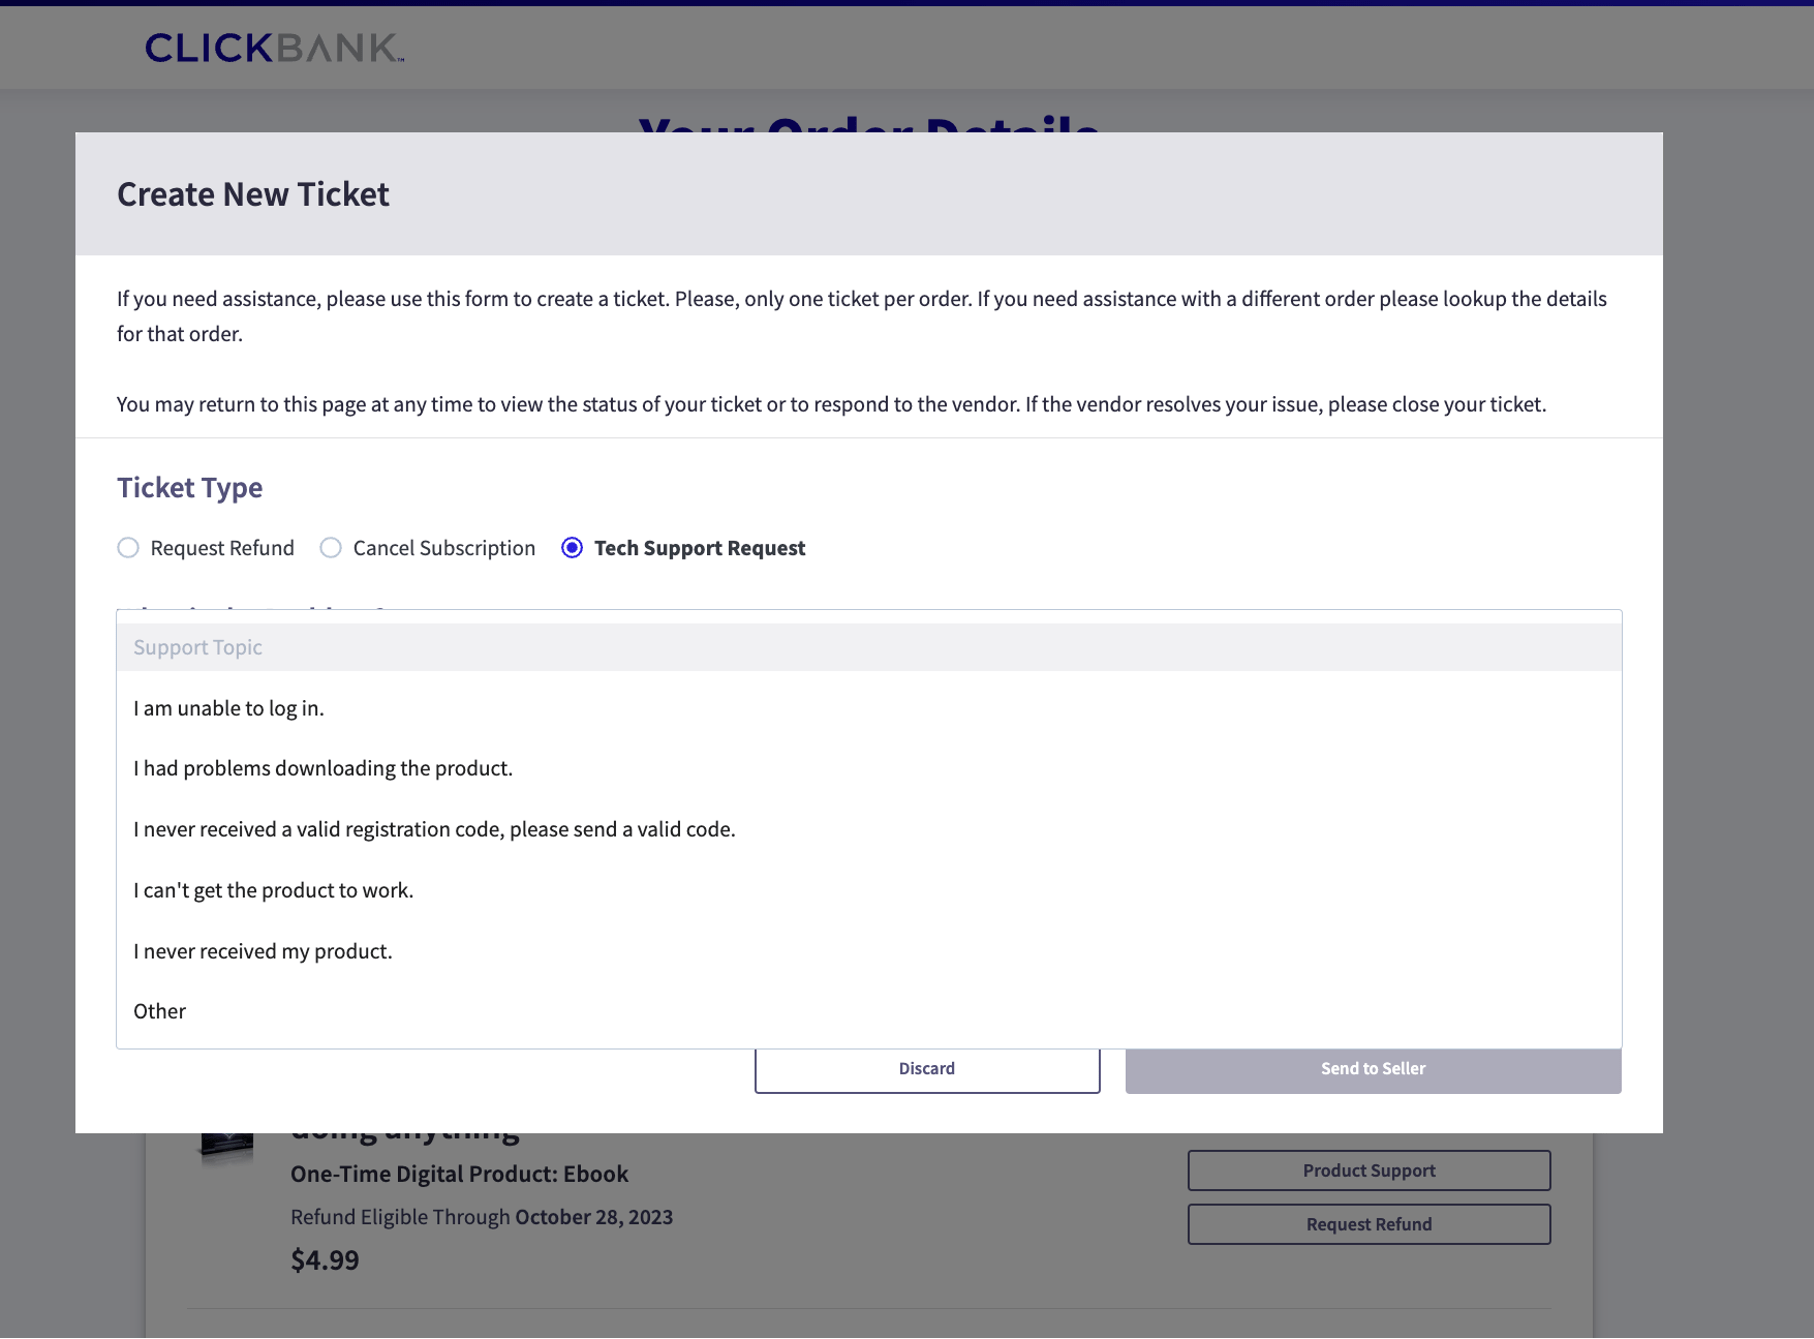 CLICKBANK™
Your Order Details
Create New Ticket
If you need assistance, please use this form to create a ticket. Please, only one ticket per order. If you need assistance with a different order please lookup the details
for that order.
You may return to this page at any time to view the status of your ticket or to respond to the vendor. If the vendor resolves your issue, please close your ticket.
Ticket Type
Request Refund Cancel Subscription Tech Support Request
Support Topic
I am unable to log in.
I had problems downloading the product.
I never received a valid registration code, please send a valid code.
I can't get the product to work.
I never received my product.
Other
Discard Send to Seller
doing anything
One-Time Digital Product: Ebook
Product Support
Refund Eligible Through October 28, 2023
Request Refund
$4.99